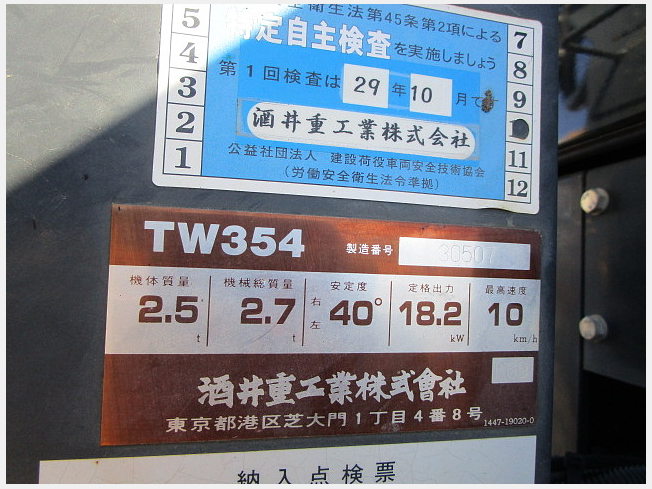 5
4
3
2
1
安全衛生法第45条第2項による
特定自主検査を実施しましょう
第1回検査は 29 年 10 月です
酒井重工業株式会社
公益社団法人 建設荷役車両安全技術協会
(労働安全衛生法令準拠)
7
8
9
11
12
TW354 製造番号 30507
機体質量 機械総質量 安定度 定格出力 最高速度
2.5 t 2.7 t 右 左 40° 18.2 kW 10 km/h
酒井重工業株式會社
東京都港区芝大門1丁目4番8号 1447-19020-0
納入点検票